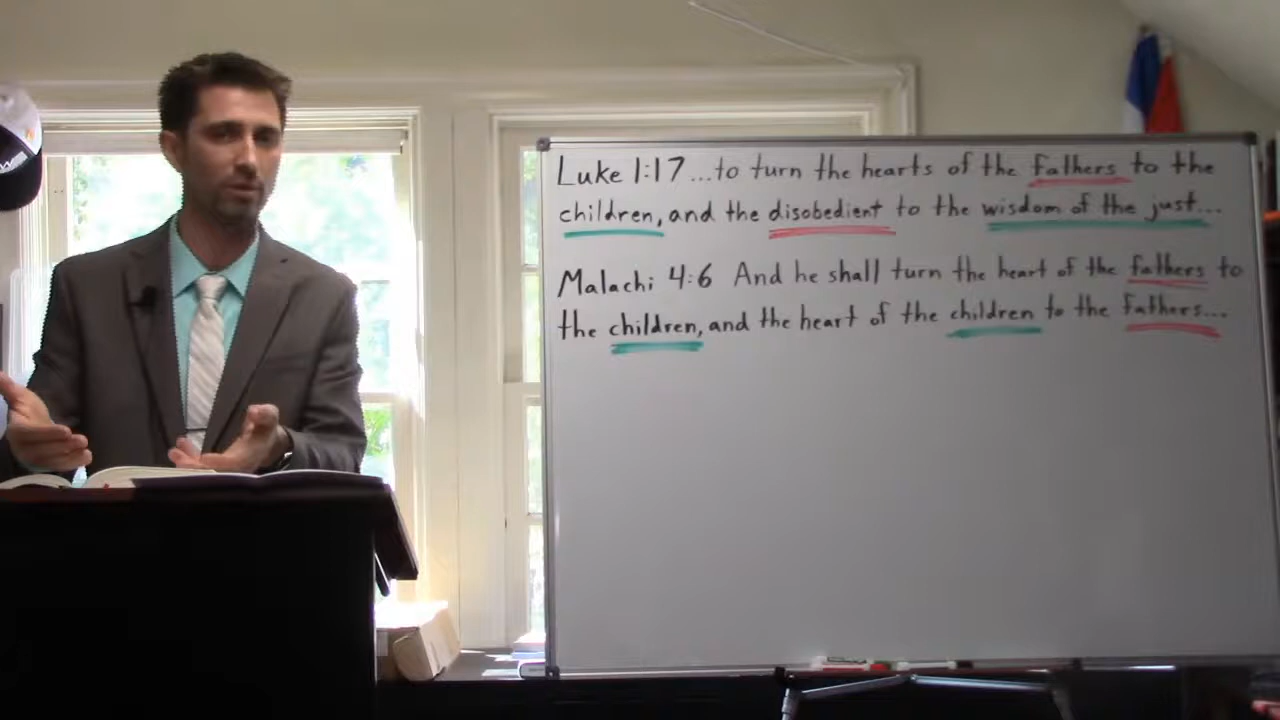 Luke 1:17 ...to turn the hearts of the fathers to the
children, and the disobedient to the wisdom of the just...
Malachi 4:6 And he shall turn the heart of the fathers to
the children, and the heart of the children to the fathers...